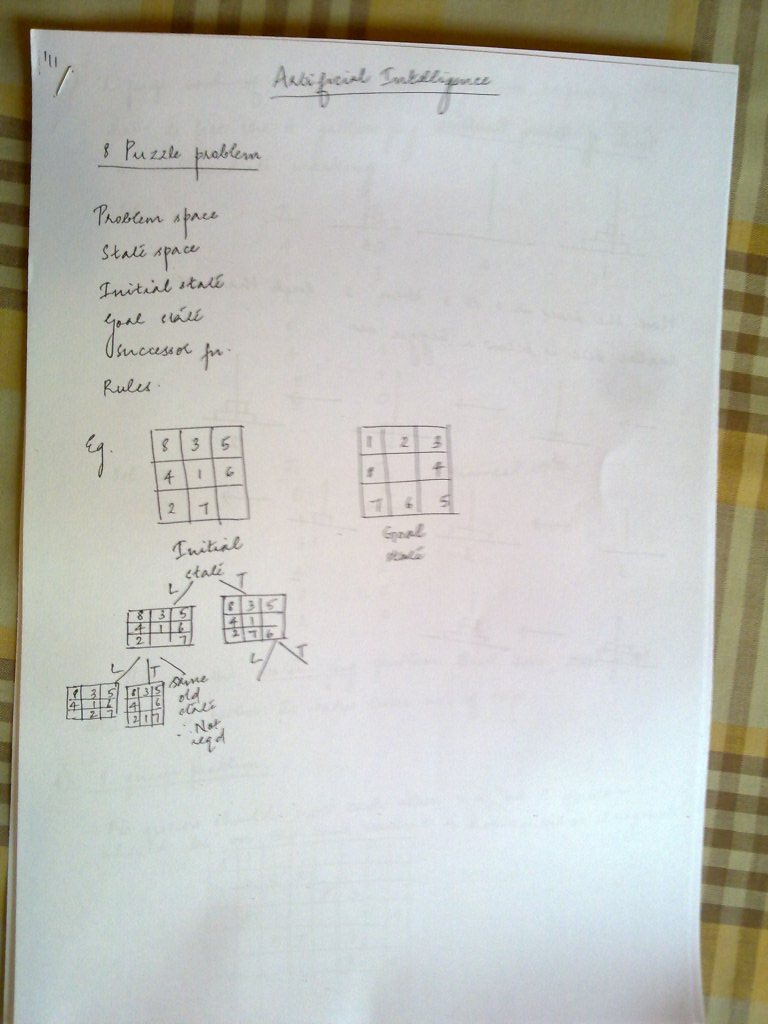 Artificial Intelligence
8 Puzzle problem
Problem space
State space
Initial state
Goal state
Successor fn.
Rules.
Eg.
8 3 5
4 1 6
2 7
Initial
state
1 2 3
8 4
7 6 5
Goal
state
L T
8 3 5
4 1 6
2 7
8 3 5
4 1
2 7 6
L T
L T
8 3 5
4 1 6
2 7
8 3 5
4 6
2 1 7
same
old
state
∴ Not
reqd